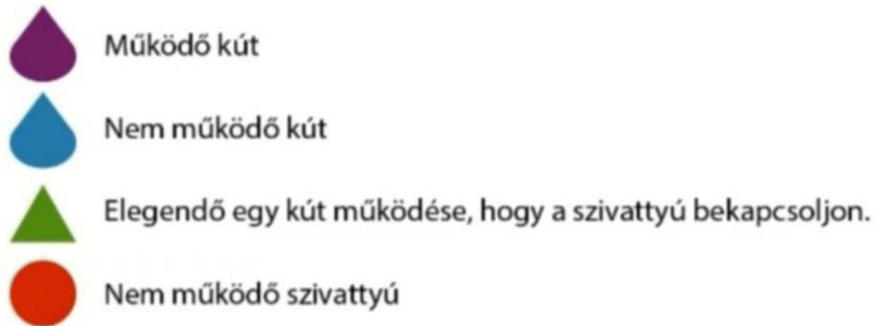 Működő kút
Nem működő kút
Elegendő egy kút működése, hogy a szivattyú bekapcsoljon.
Nem működő szivattyú